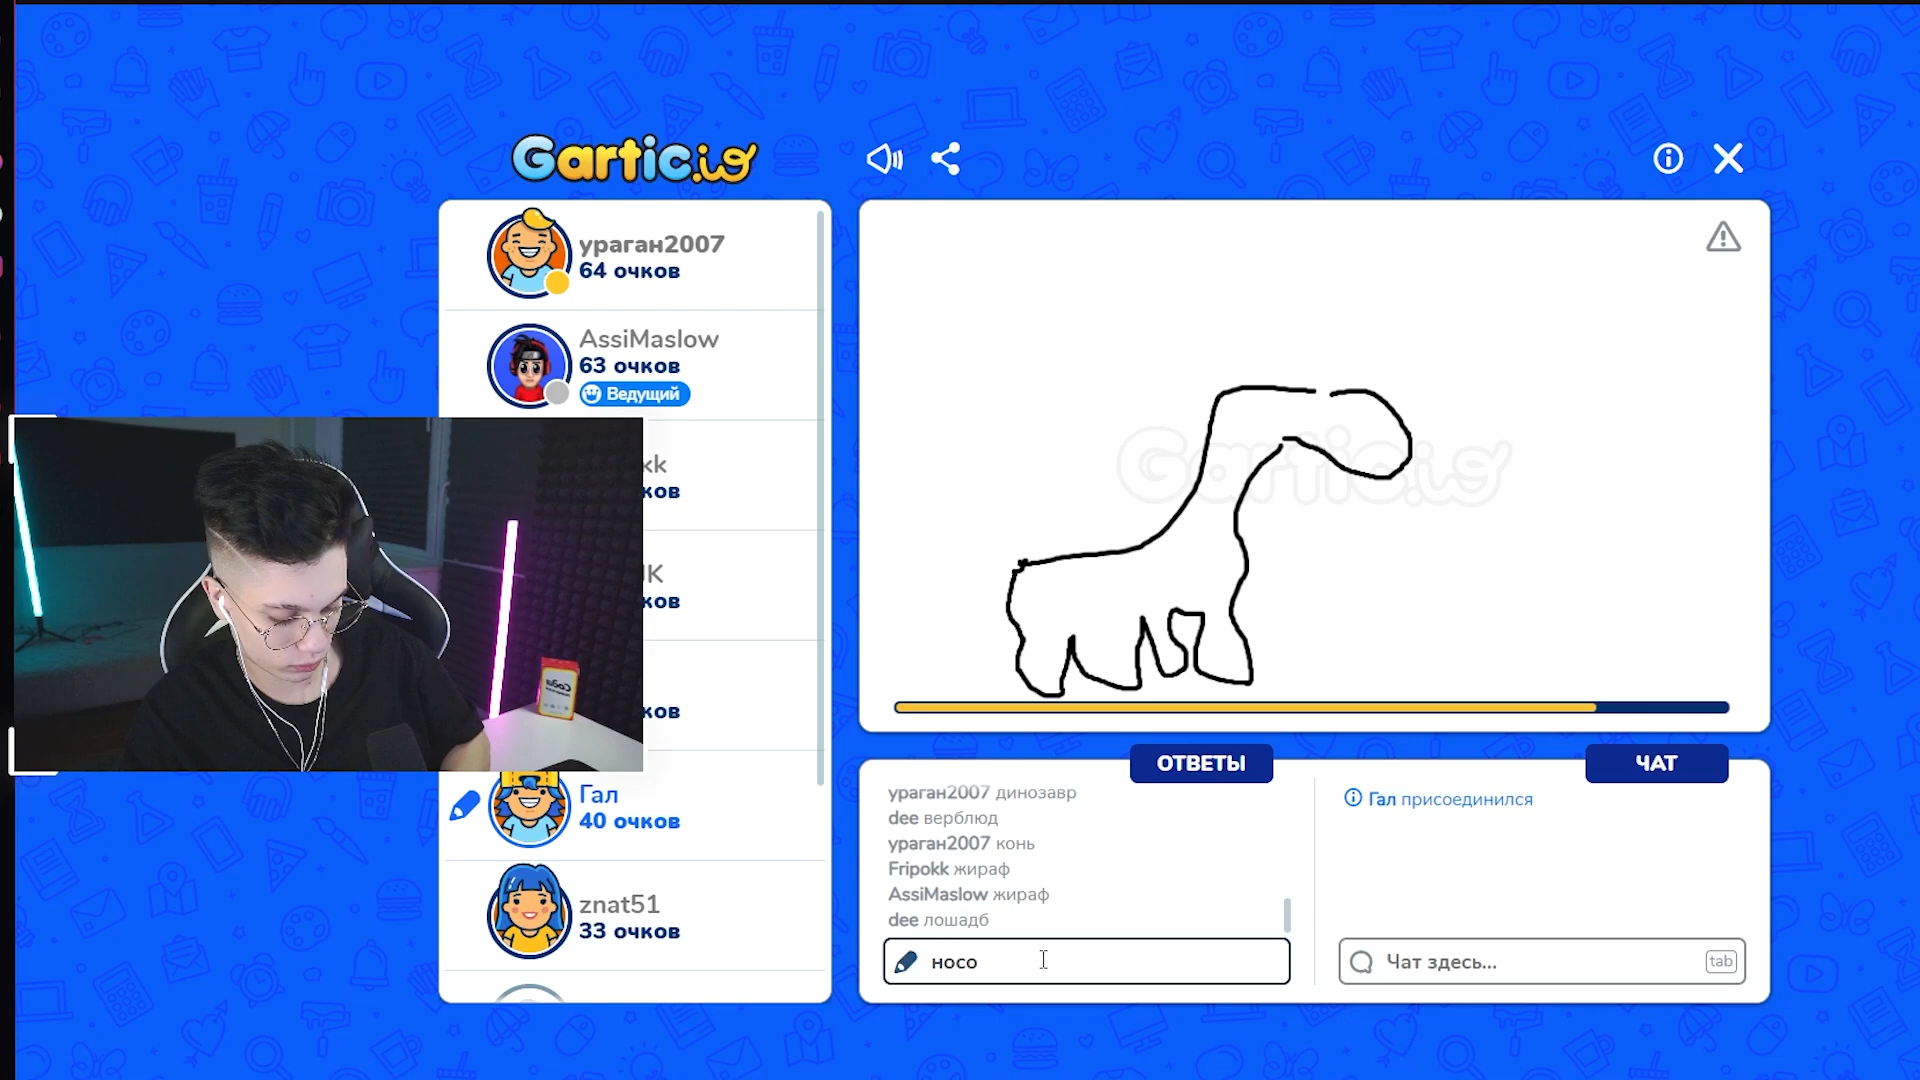 Gartic.io
ураган2007
64 очков
AssiMaslow
63 очков
Ведущий
kk
ков
ков
ков
Гал
40 очков
znat51
33 очков
Gartic.io
ОТВЕТЫ
ЧАТ
ураган2007 динозавр
dee верблюд
ураган2007 конь
Fripokk жираф
AssiMaslow жираф
dee лошадб
носо
Гал присоединился
Чат здесь...
tab